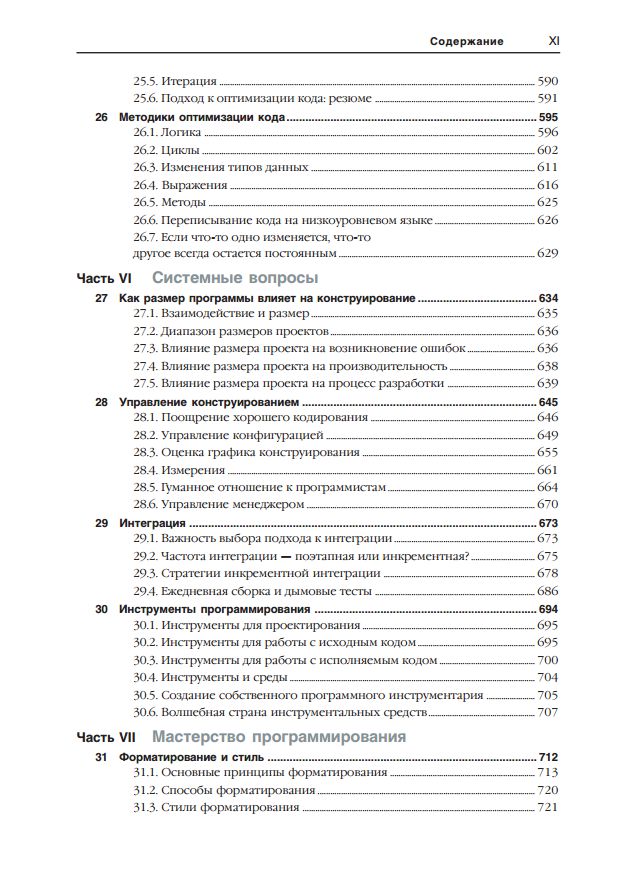 Содержание XI
25.5. Итерация 590
25.6. Подход к оптимизации кода: резюме 591
26 Методики оптимизации кода 595
26.1. Логика 596
26.2. Циклы 602
26.3. Изменения типов данных 611
26.4. Выражения 616
26.5. Методы 625
26.6. Переписывание кода на низкоуровневом языке 626
26.7. Если что-то одно изменяется, что-то
другое всегда остается постоянным 629
Часть VI Системные вопросы
27 Как размер программы влияет на конструирование 634
27.1. Взаимодействие и размер 635
27.2. Диапазон размеров проектов 636
27.3. Влияние размера проекта на возникновение ошибок 636
27.4. Влияние размера проекта на производительность 638
27.5. Влияние размера проекта на процесс разработки 639
28 Управление конструированием 645
28.1. Поощрение хорошего кодирования 646
28.2. Управление конфигурацией 649
28.3. Оценка графика конструирования 655
28.4. Измерения 661
28.5. Гуманное отношение к программистам 664
28.6. Управление менеджером 670
29 Интеграция 673
29.1. Важность выбора подхода к интеграции 673
29.2. Частота интеграции — поэтапная или инкрементная? 675
29.3. Стратегии инкрементной интеграции 678
29.4. Ежедневная сборка и дымовые тесты 686
30 Инструменты программирования 694
30.1. Инструменты для проектирования 695
30.2. Инструменты для работы с исходным кодом 695
30.3. Инструменты для работы с исполняемым кодом 700
30.4. Инструменты и среды 704
30.5. Создание собственного программного инструментария 705
30.6. Волшебная страна инструментальных средств 707
Часть VII Мастерство программирования
31 Форматирование и стиль 712
31.1. Основные принципы форматирования 713
31.2. Способы форматирования 720
31.3. Стили форматирования 721